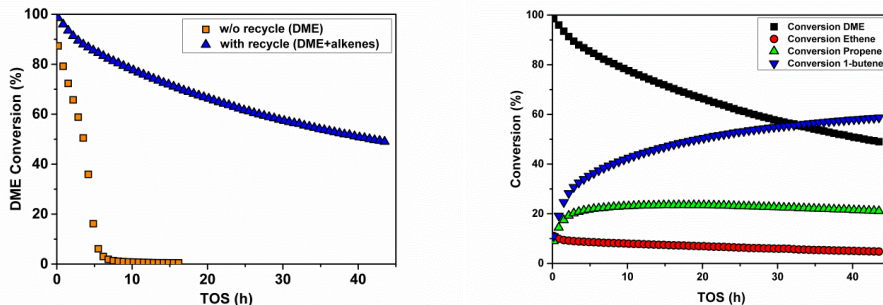 100
80
60
40
20
0
DME Conversion (%)
w/o recycle (DME)
with recycle (DME+alkenes)
0 10 20 30 40
TOS (h)
100
80
60
40
20
0
Conversion (%)
Conversion DME
Conversion Ethene
Conversion Propene
Conversion 1-butene
0 10 20 30 40
TOS (h)